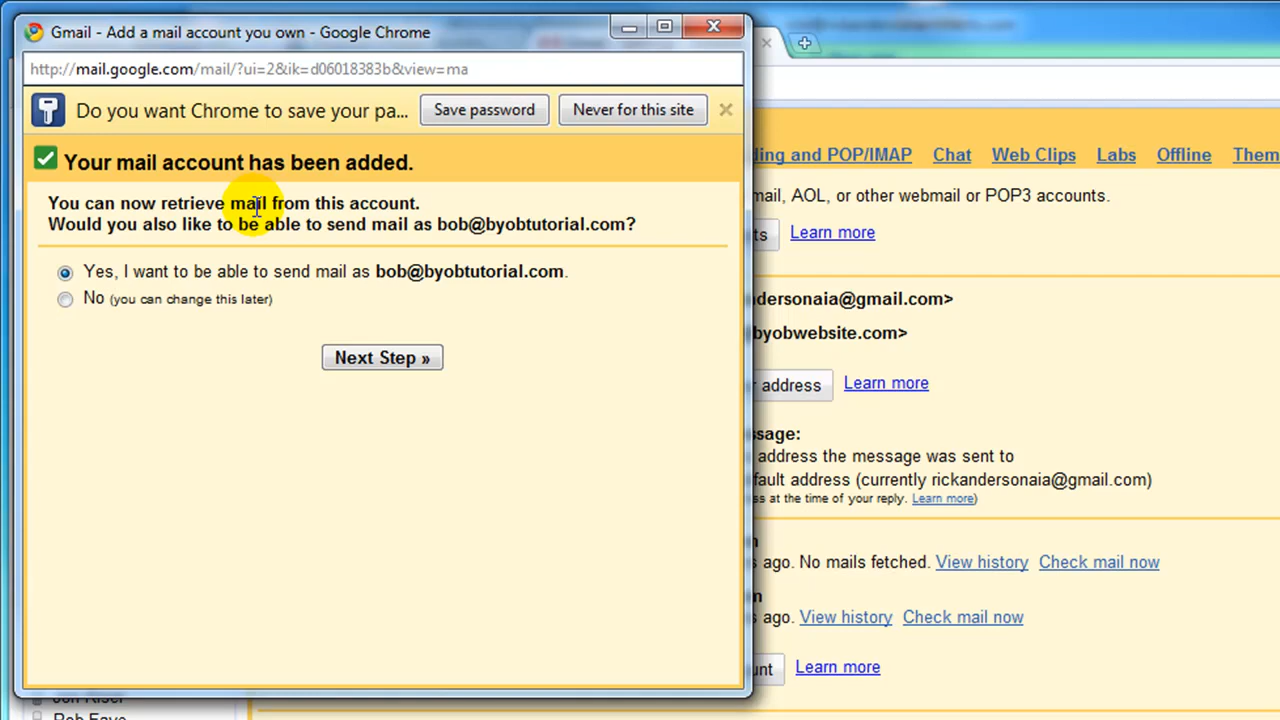 Gmail - Add a mail account you own - Google Chrome
http://mail.google.com/mail/?ui=2&ik=d06018383b&view=ma
Do you want Chrome to save your pa...
Save password
Never for this site
Your mail account has been added.
You can now retrieve mail from this account.
Would you also like to be able to send mail as bob@byobtutorial.com?
Yes, I want to be able to send mail as bob@byobtutorial.com.
No (you can change this later)
Next Step »
ding and POP/IMAP Chat Web Clips Labs Offline Them
mail, AOL, or other webmail or POP3 accounts.
ts Learn more
dersonaia@gmail.com>
byobwebsite.com>
r address Learn more
ssage:
address the message was sent to
fault address (currently rickandersonaia@gmail.com)
ss at the time of your reply. Learn more)
n
s ago. No mails fetched. View history Check mail now
n
s ago. View history Check mail now
unt Learn more